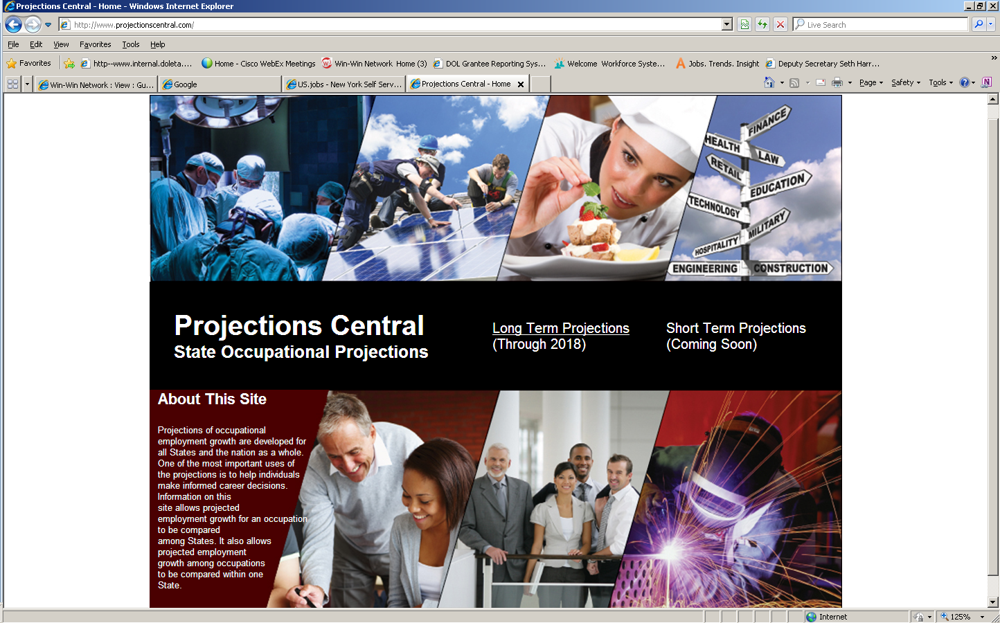 Projections Central - Home - Windows Internet Explorer
http://www.projectionscentral.com/
Live Search
File Edit View Favorites Tools Help
Favorites
http--www.internal.doleta....
Home - Cisco WebEx Meetings
Win-Win Network Home (3)
DOL Grantee Reporting Sys...
Welcome Workforce Syste...
Jobs. Trends. Insight
Deputy Secretary Seth Harr...
Win-Win Network : View : Gu...
Google
US.jobs - New York Self Serv...
Projections Central - Home
Page
Safety
Tools
FINANCE
HEALTH
LAW
RETAIL
EDUCATION
TECHNOLOGY
MILITARY
HOSPITALITY
ENGINEERING
CONSTRUCTION
Projections Central
State Occupational Projections
Long Term Projections
(Through 2018)
Short Term Projections
(Coming Soon)
About This Site
Projections of occupational
employment growth are developed for
all States and the nation as a whole.
One of the most important uses of
the projections is to help individuals
make informed career decisions.
Information on this
site allows projected
employment growth for an occupation
to be compared
among States. It also allows
projected employment
growth among occupations
to be compared within one
State.
Internet
125%